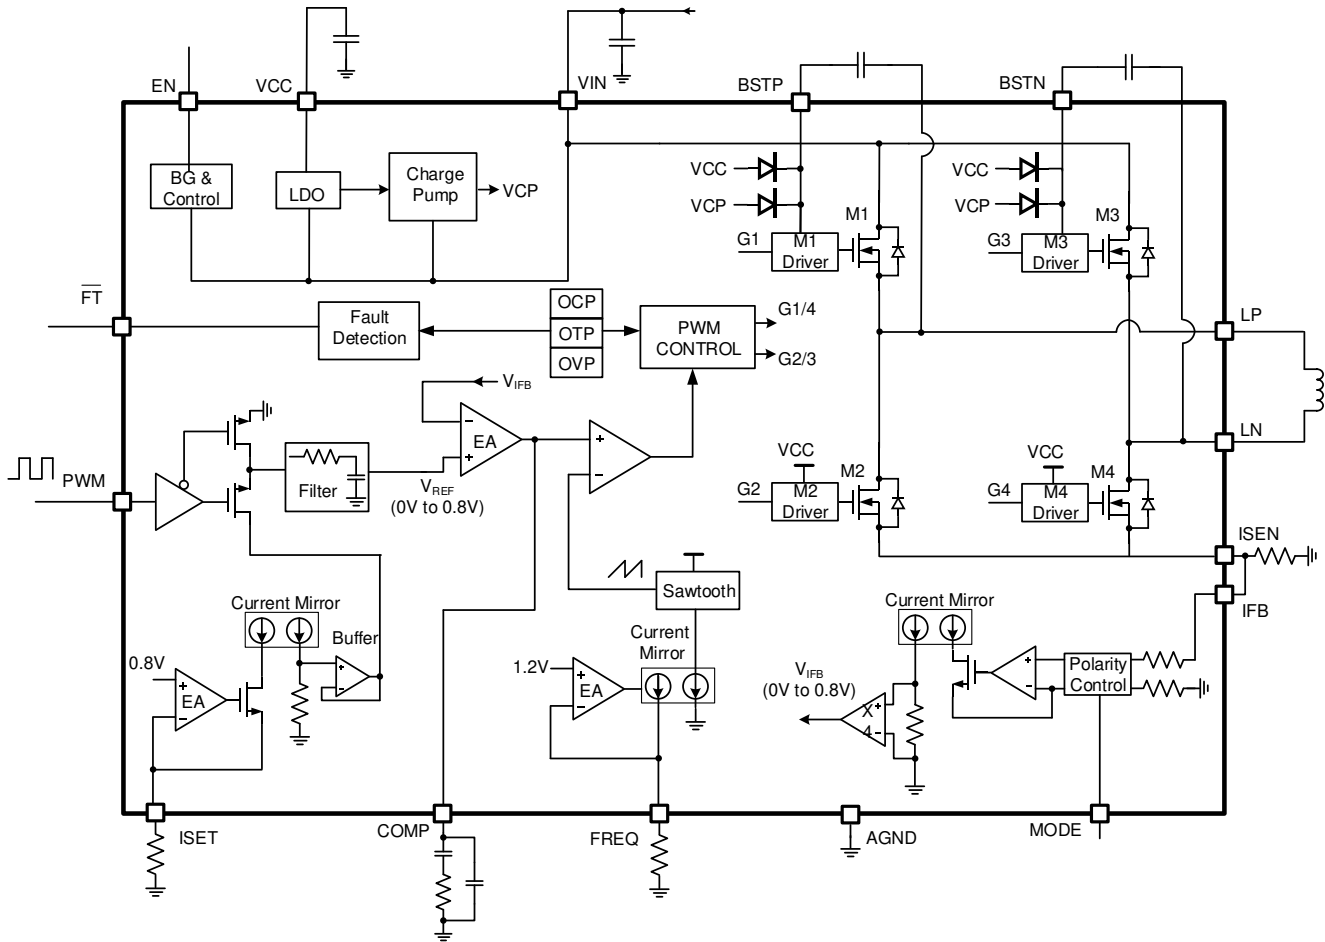 EN
VCC
VIN
BSTP
BSTN
BG &
Control
LDO
Charge
Pump
VCP
VCC
VCP
G1
M1
Driver
M1
VCC
VCP
G3
M3
Driver
M3
FT
Fault
Detection
OCP
OTP
OVP
PWM
CONTROL
G1/4
G2/3
LP
LN
VIFB
EA
VREF
(0V to 0.8V)
Filter
PWM
VCC
G2
M2
Driver
M2
VCC
G4
M4
Driver
M4
ISEN
IFB
Sawtooth
Current Mirror
Buffer
0.8V
EA
Current
Mirror
1.2V
EA
Current Mirror
VIFB
(0V to 0.8V)
X
4
Polarity
Control
ISET
COMP
FREQ
AGND
MODE